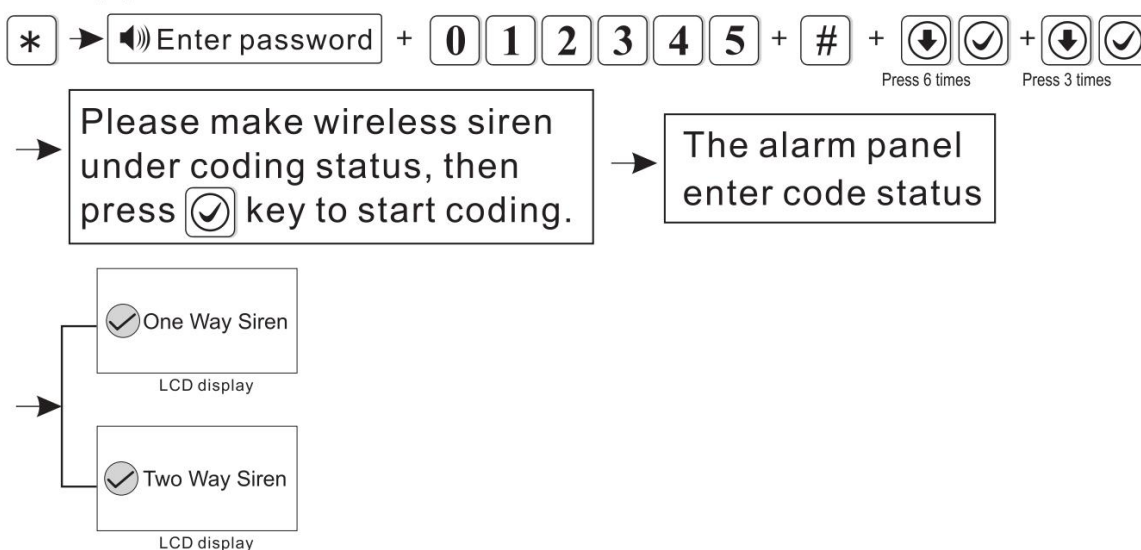 * Enter password + 0 1 2 3 4 5 + # + +
Press 6 times Press 3 times
Please make wireless siren
under coding status, then
press key to start coding.
The alarm panel
enter code status
One Way Siren
LCD display
Two Way Siren
LCD display